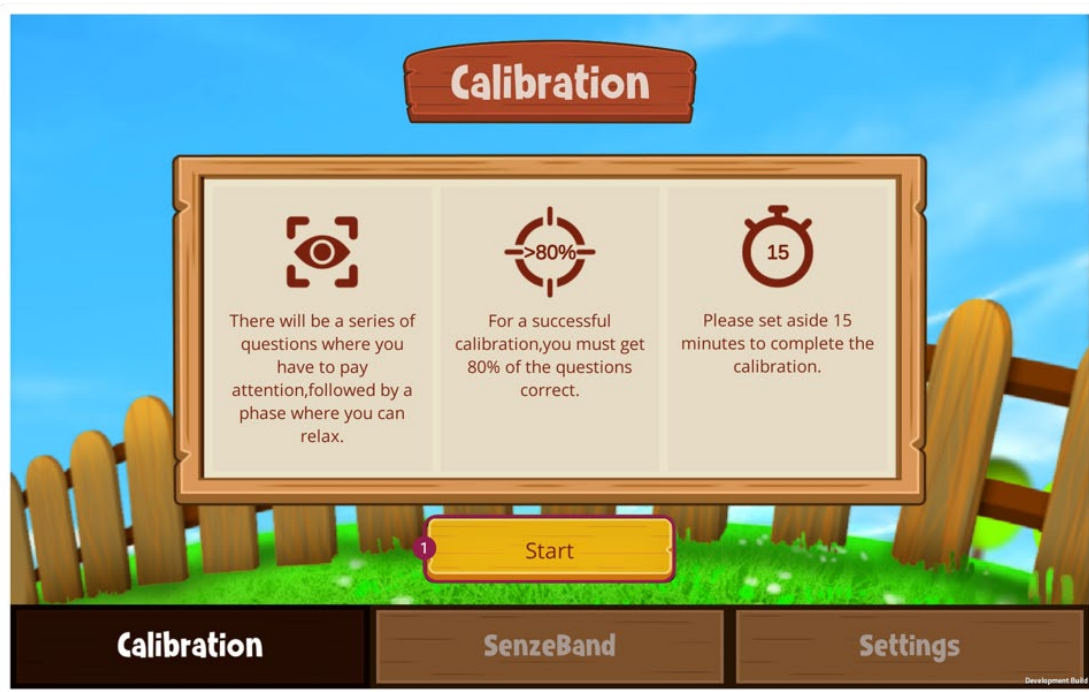 Calibration
There will be a series of
questions where you
have to pay
attention,followed by a
phase where you can
relax.
>80%
For a successful
calibration,you must get
80% of the questions
correct.
15
Please set aside 15
minutes to complete the
calibration.
1
Start
Calibration
SenzeBand
Settings
Development Build